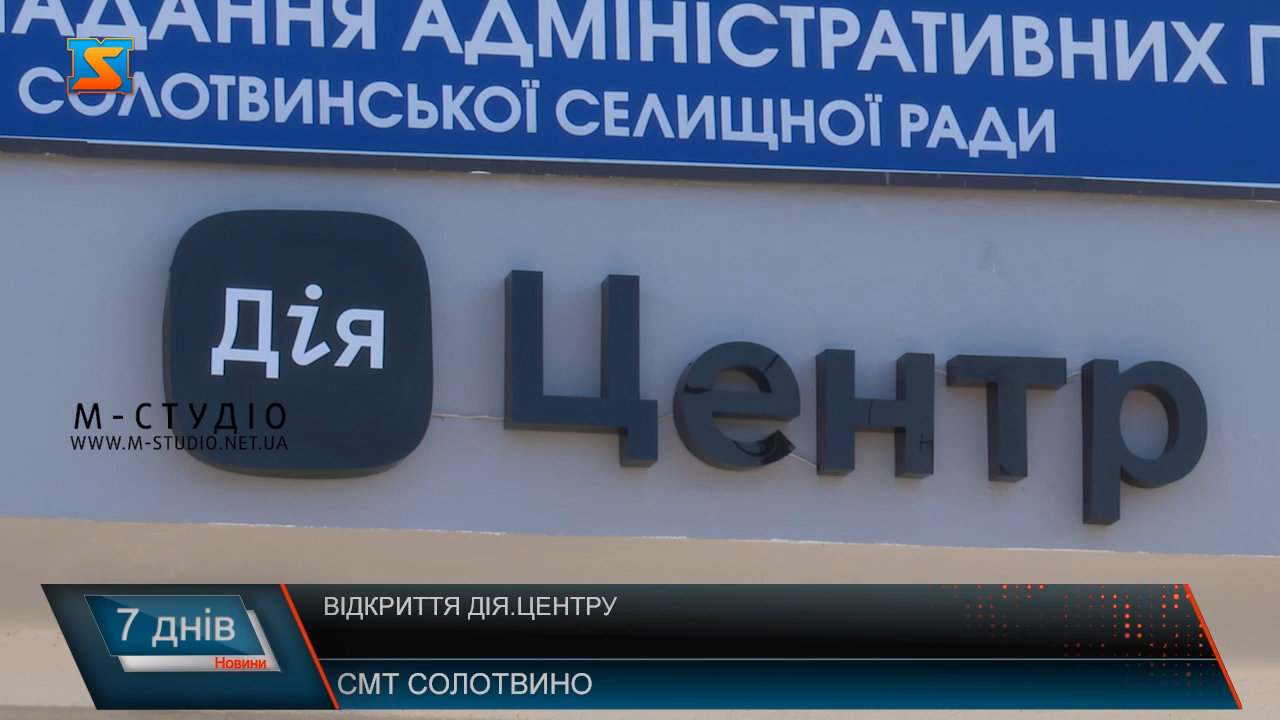 АДАННЯ АДМІНІСТРАТИВНИХ П
СОЛОТВИНСЬКОЇ СЕЛИЩНОЇ РАДИ
Дія Центр
М-СТУДІО
WWW.M-STUDIO.NET.UA
7 днів
Новини
ВІДКРИТТЯ ДІЯ.ЦЕНТРУ
СМТ СОЛОТВИНО